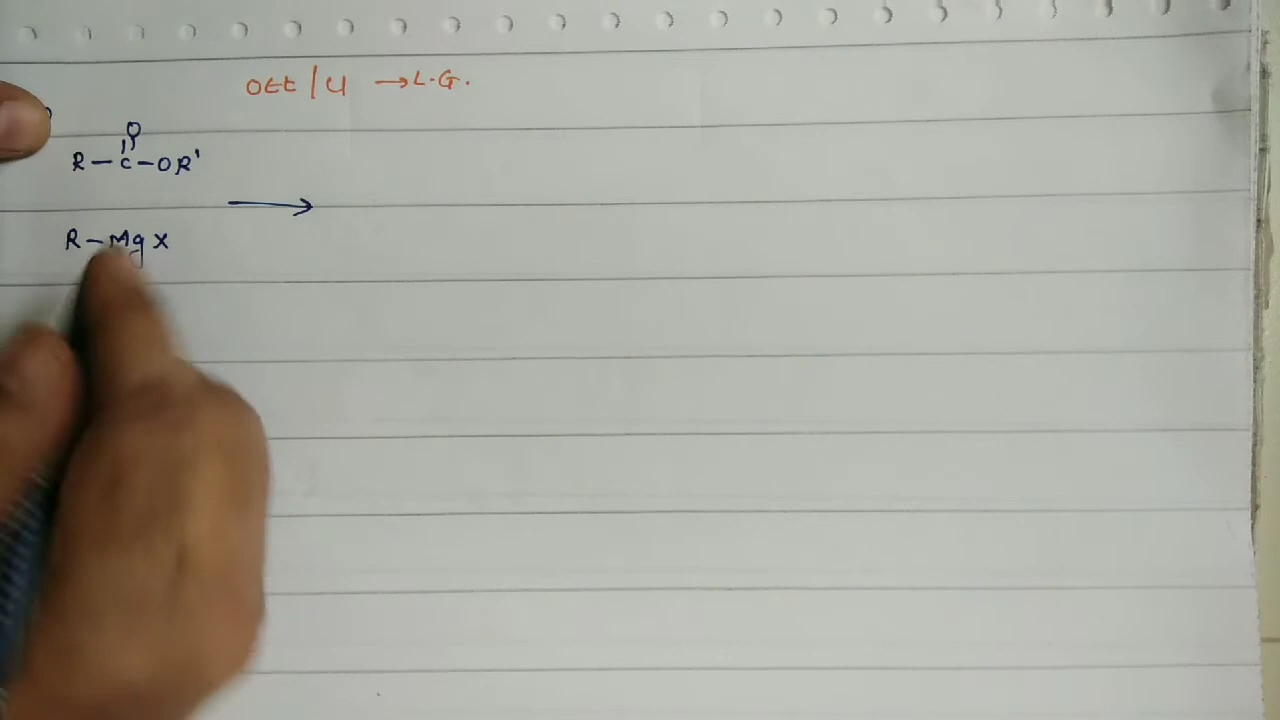 OEt / Cl → L.G.
O
||
R – C – OR'
→
R – Mg X